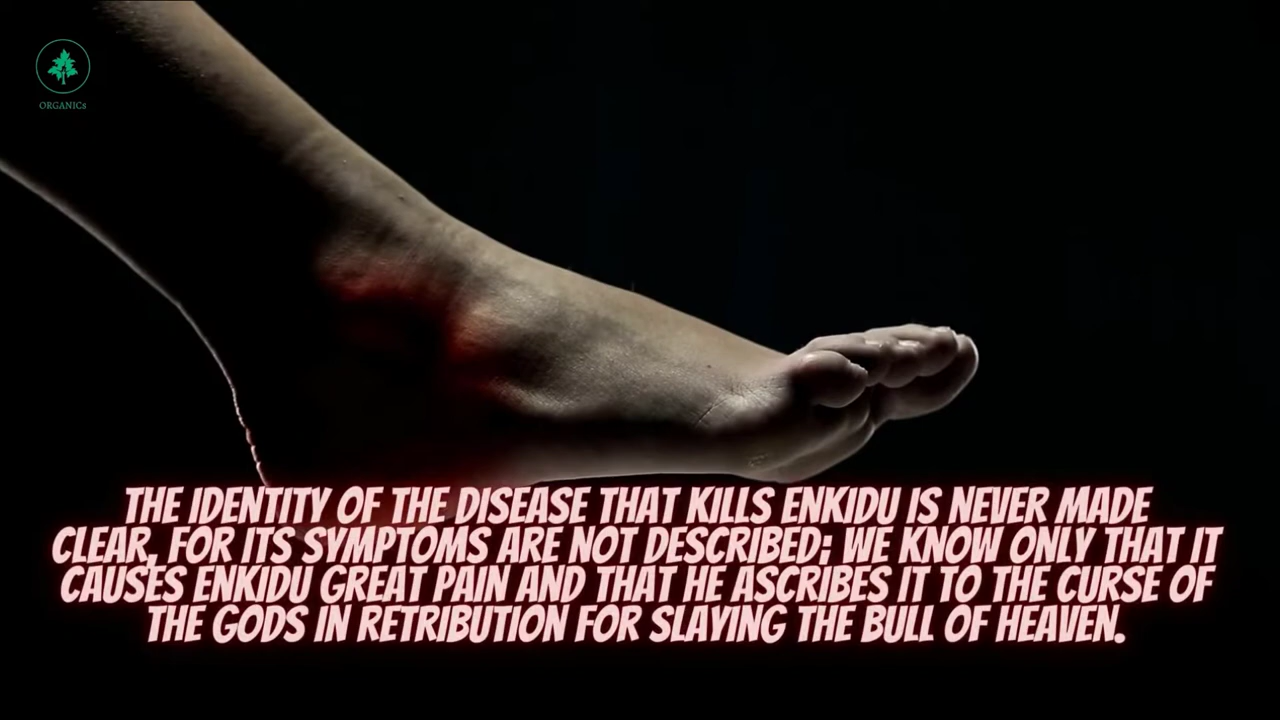 ORGANICs
THE IDENTITY OF THE DISEASE THAT KILLS ENKIDU IS NEVER MADE
CLEAR, FOR ITS SYMPTOMS ARE NOT DESCRIBED; WE KNOW ONLY THAT IT
CAUSES ENKIDU GREAT PAIN AND THAT HE ASCRIBES IT TO THE CURSE OF
THE GODS IN RETRIBUTION FOR SLAYING THE BULL OF HEAVEN.